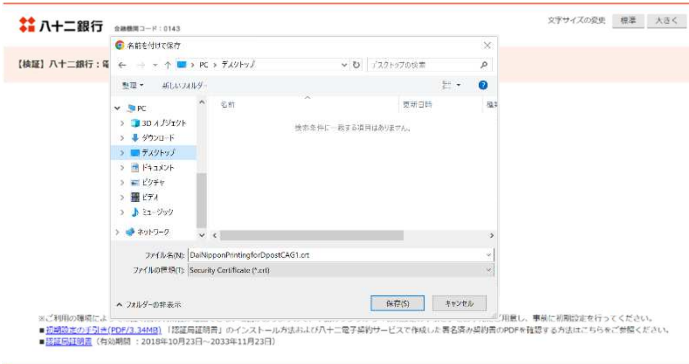 八十二銀行 金融機関コード:0143
文字サイズの変更 標準 大きく
【検証】八十二銀行:電
名前を付けて保存
PC > デスクトップ
デスクトップの検索
整理 新しいフォルダー
名前 更新日時 種類
検索条件に一致する項目はありません。
PC
3D オブジェクト
ダウンロード
デスクトップ
ドキュメント
ピクチャ
ビデオ
ミュージック
ネットワーク
ファイル名(N): DaiNipponPrintingforDpostCAG1.crt
ファイルの種類(T): Security Certificate (*.crt)
フォルダーの非表示
保存(S) キャンセル
※ご利用の環境によ
用意し、事前に初期設定を行ってください。
■初期設定の手引き(PDF/3.34MB) 「認証局証明書」のインストール方法および八十二電子契約サービスで作成した署名済み契約書のPDFを確認する方法はこちらをご参照ください。
■認証局証明書 (有効期間 :2018年10月23日~2033年11月23日)